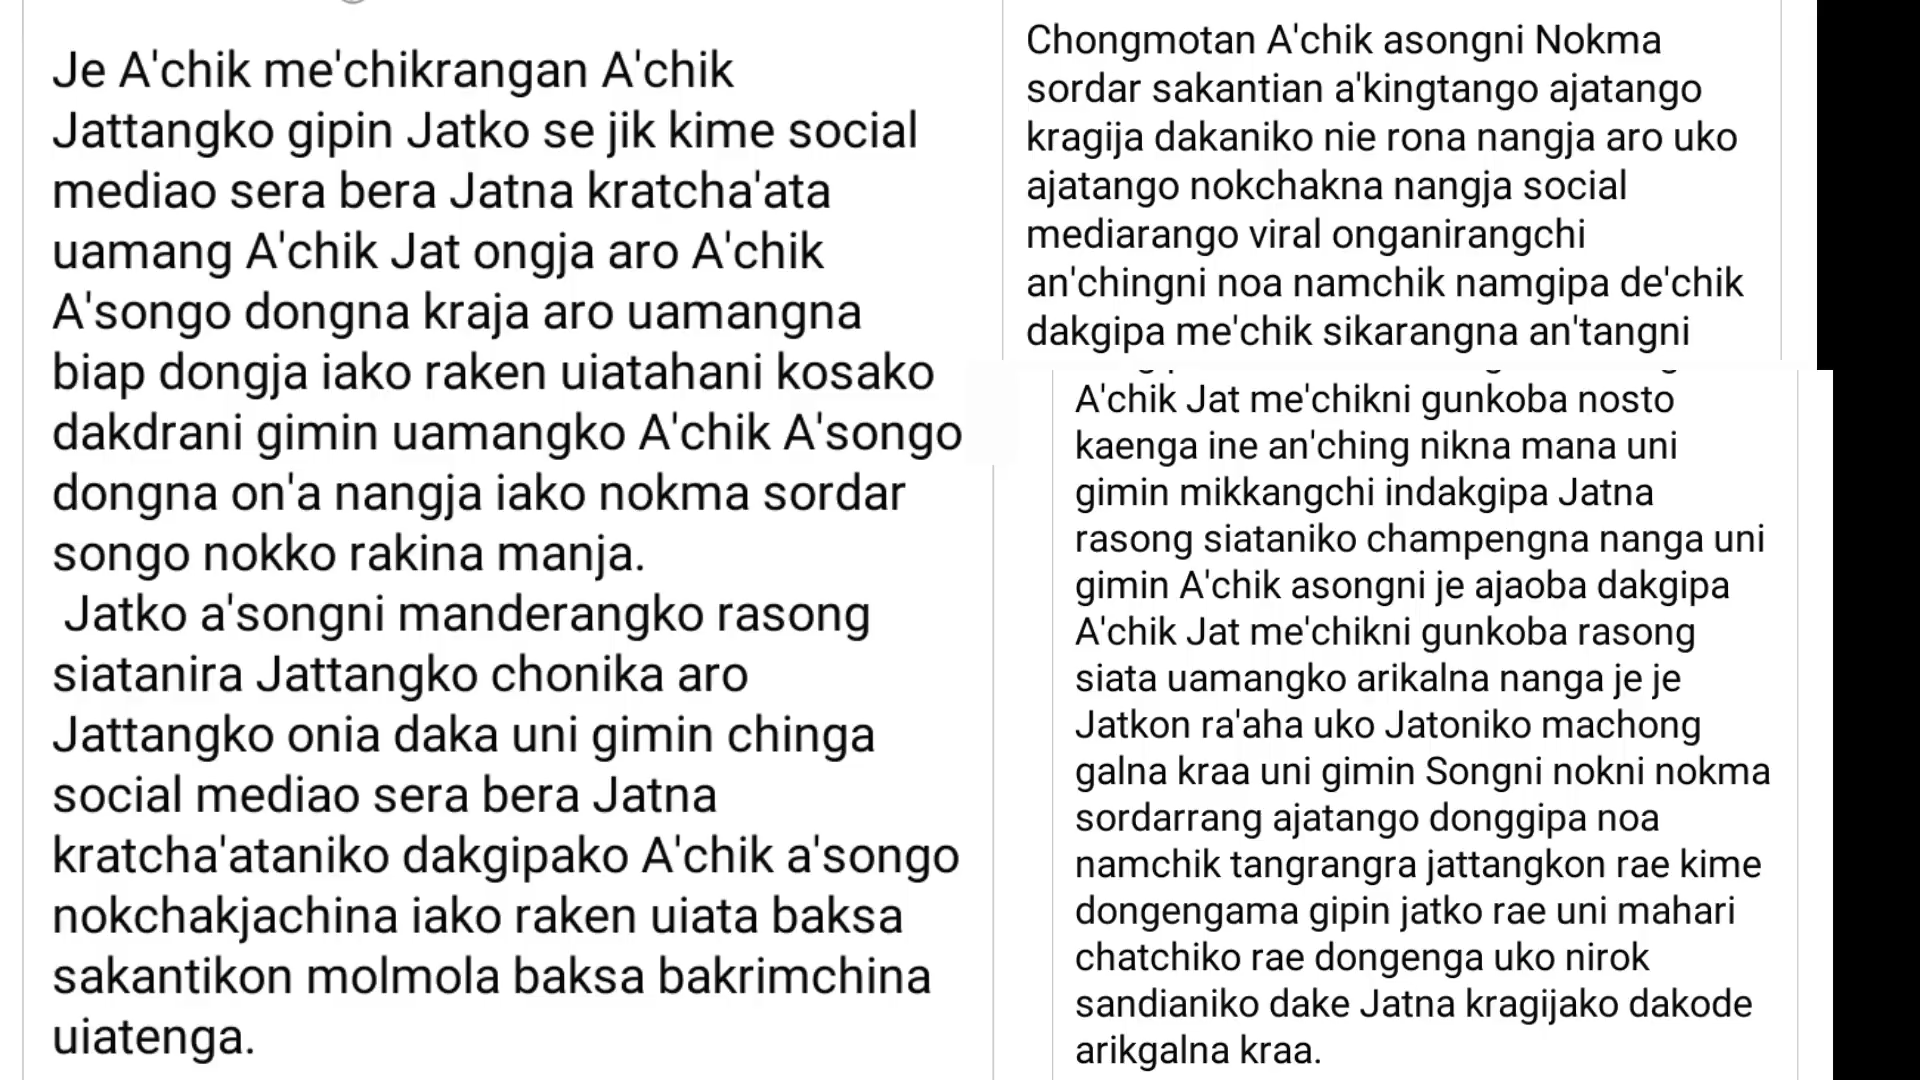 Je A'chik me'chikrangan A'chik
Jattangko gipin Jatko se jik kime social
mediao sera bera Jatna kratcha'ata
uamang A'chik Jat ongja aro A'chik
A'songo dongna kraja aro uamangna
biap dongja iako raken uiatahani kosako
dakdrani gimin uamangko A'chik A'songo
dongna on'a nangja iako nokma sordar
songo nokko rakina manja.
Jatko a'songni manderangko rasong
siatanira Jattangko chonika aro
Jattangko onia daka uni gimin chinga
social mediao sera bera Jatna
kratcha'ataniko dakgipako A'chik a'songo
nokchakjachina iako raken uiata baksa
sakantikon molmola baksa bakrimchina
uiatenga.
Chongmotan A'chik asongni Nokma
sordar sakantian a'kingtango ajatango
kragija dakaniko nie rona nangja aro uko
ajatango nokchakna nangja social
mediarango viral onganirangchi
an'chingni noa namchik namgipa de'chik
dakgipa me'chik sikarangna an'tangni
A'chik Jat me'chikni gunkoba nosto
kaenga ine an'ching nikna mana uni
gimin mikkangchi indakgipa Jatna
rasong siataniko champengna nanga uni
gimin A'chik asongni je ajaoba dakgipa
A'chik Jat me'chikni gunkoba rasong
siata uamangko arikalna nanga je je
Jatkon ra'aha uko Jatoniko machong
galna kraa uni gimin Songni nokni nokma
sordarrang ajatango donggipa noa
namchik tangrangra jattangkon rae kime
dongengama gipin jatko rae uni mahari
chatchiko rae dongenga uko nirok
sandianiko dake Jatna kragijako dakode
arikgalna kraa.